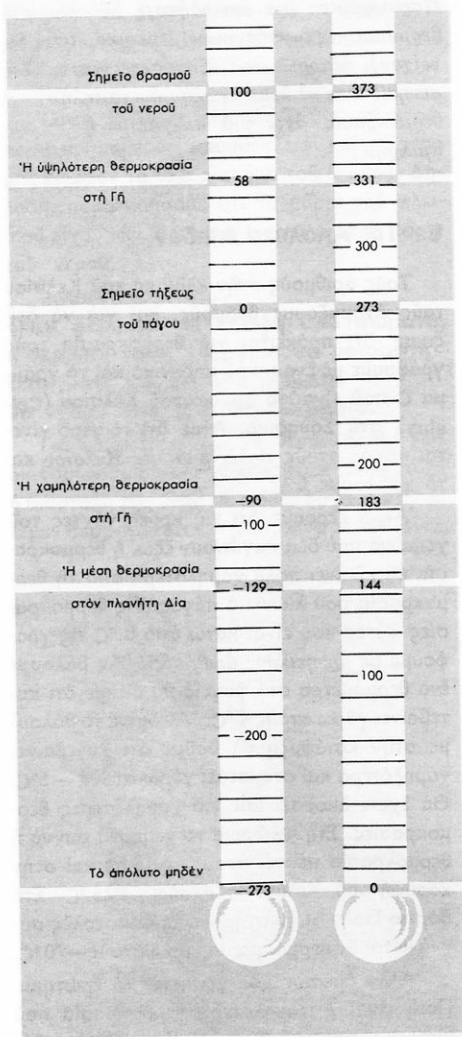 Σημεῖο βρασμοῦ
100 373
τοῦ νεροῦ
Ἡ ὑψηλότερη θερμοκρασία
58 331
στή Γῆ
300
Σημεῖο τήξεως
0 273
τοῦ πάγου
200
Ἡ χαμηλότερη θερμοκρασία
−90 183
στή Γῆ
−100
Ἡ μέση θερμοκρασία
−129 144
στόν πλανήτη Δία
100
−200
Τό ἀπόλυτο μηδέν
−273 0